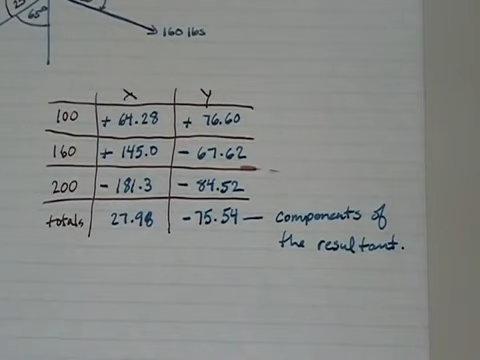 25
65°
160 lbs
X Y
100 + 64.28 + 76.60
160 + 145.0 - 67.62
200 - 181.3 - 84.52
totals 27.98 - 75.54 — components of
the resultant.